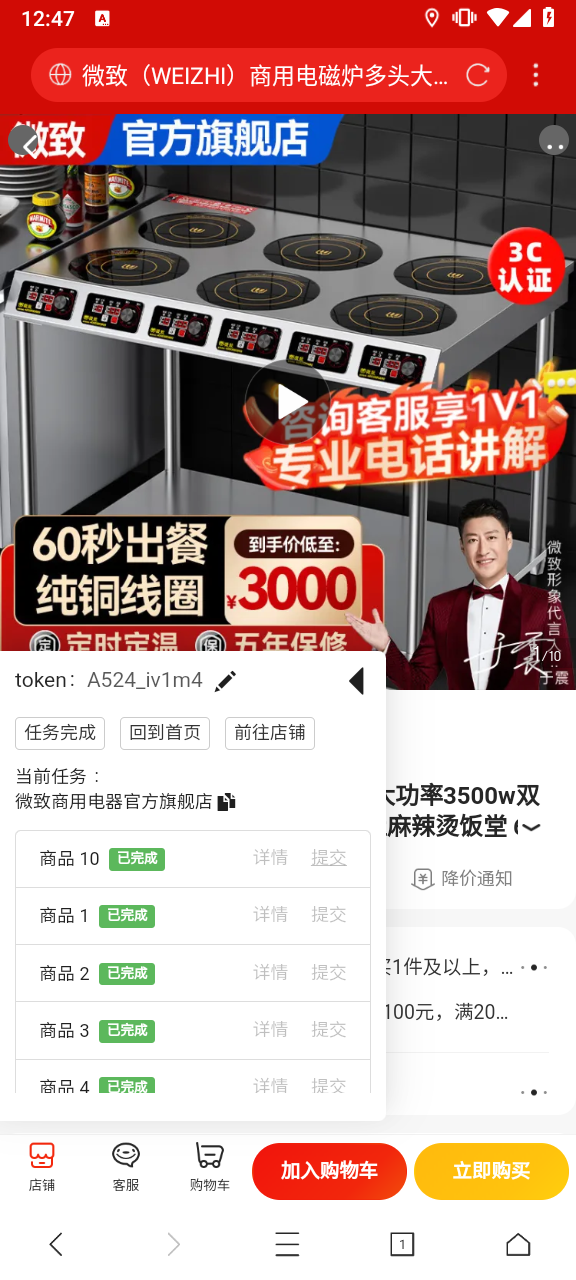 12:47
微致（WEIZHI）商用电磁炉多头大...
微致 官方旗舰店
3C
认证
咨询客服享1V1
专业电话讲解
60秒出餐
纯铜线圈
到手价低至:
¥3000
定 定时定温 保 五年保修
微致形象代言人：
于震
1/10
token： A524_iv1m4
任务完成 回到首页 前往店铺
当前任务：
微致商用电器官方旗舰店
大功率3500w双
麻辣烫饭堂
降价通知
商品 10 已完成 详情 提交
商品 1 已完成 详情 提交
买1件及以上，...
商品 2 已完成 详情 提交
100元，满20...
商品 3 已完成 详情 提交
商品 4 已完成 详情 提交
店铺 客服 购物车 加入购物车 立即购买
1